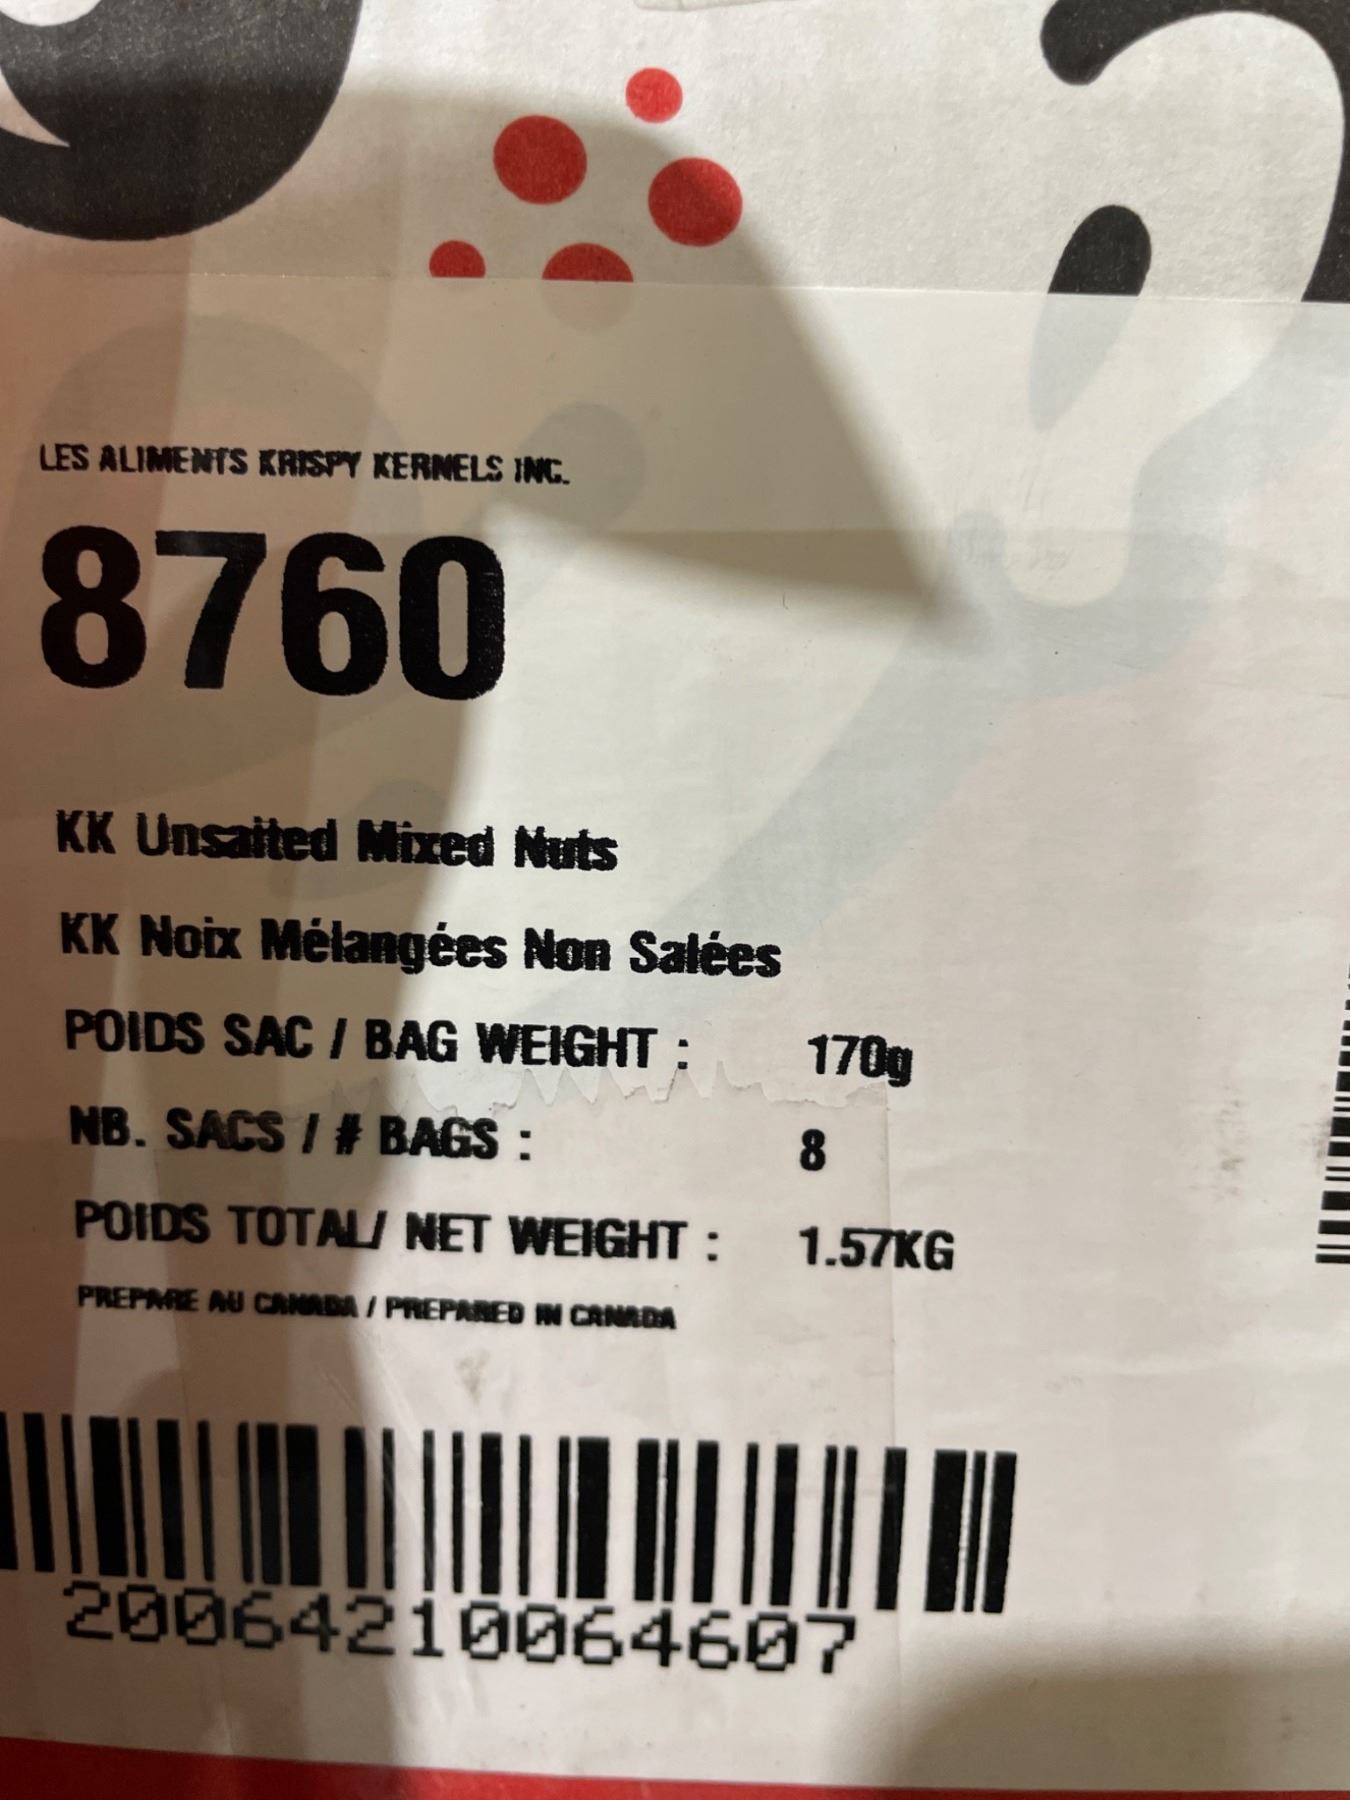 LES ALIMENTS KRISPY KERNELS INC.
8760
KK Unsalted Mixed Nuts
KK Noix Mélangées Non Salées
POIDS SAC / BAG WEIGHT : 170g
NB. SACS / # BAGS : 8
POIDS TOTAL/ NET WEIGHT : 1.57KG
PREPARE AU CANADA / PREPARED IN CANADA
20064210064607